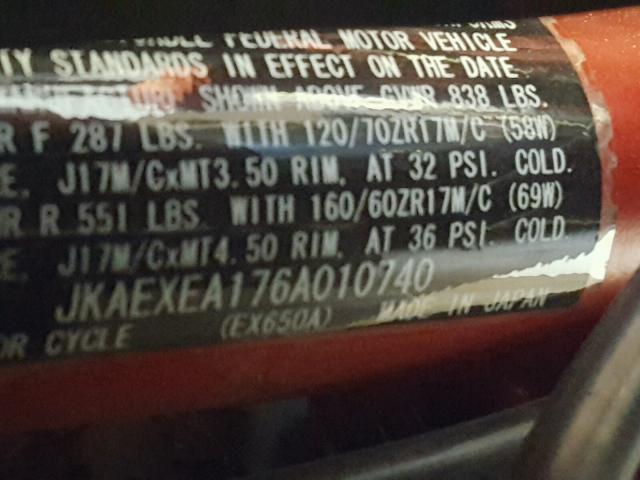 FEDERAL MOTOR VEHICLE
TY STANDARDS IN EFFECT ON THE DATE
SHOWN ABOVE GVWR 838 LBS.
R F 287 LBS. WITH 120/70ZR17M/C (58W)
E. J17M/CxMT3.50 RIM, AT 32 PSI. COLD.
R R 551 LBS. WITH 160/60ZR17M/C (69W)
E. J17M/CxMT4.50 RIM, AT 36 PSI. COLD.
JKAEXEA176A010740
OR CYCLE (EX650A) MADE IN JAPAN